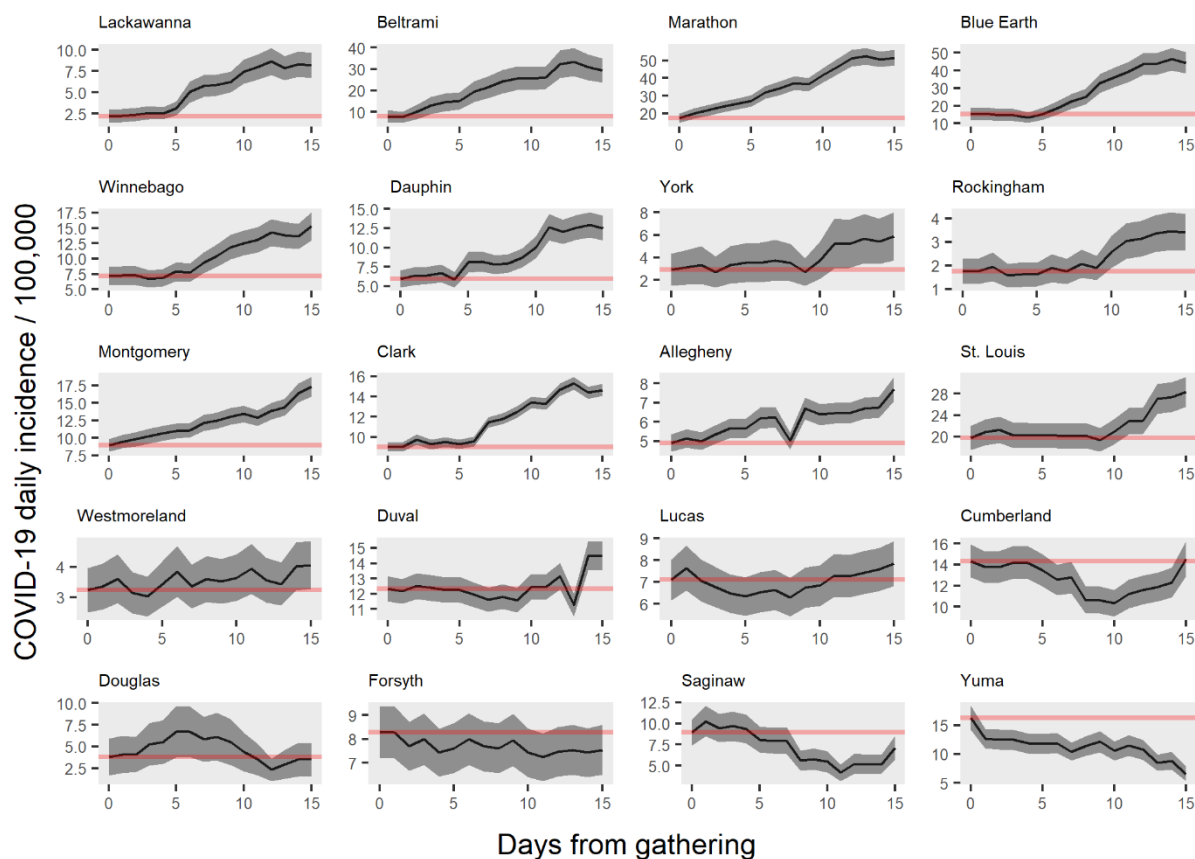 COVID-19 daily incidence / 100,000
Lackawanna
10.0
7.5
5.0
2.5
0 5 10 15
Beltrami
40
30
20
10
0 5 10 15
Marathon
50
40
30
20
0 5 10 15
Blue Earth
50
40
30
20
10
0 5 10 15
Winnebago
17.5
15.0
12.5
10.0
7.5
5.0
0 5 10 15
Dauphin
15.0
12.5
10.0
7.5
5.0
0 5 10 15
York
8
6
4
2
0 5 10 15
Rockingham
4
3
2
1
0 5 10 15
Montgomery
17.5
15.0
12.5
10.0
7.5
0 5 10 15
Clark
16
14
12
10
0 5 10 15
Allegheny
9
8
7
6
5
0 5 10 15
St. Louis
28
24
20
0 5 10 15
Westmoreland
4
3
0 5 10 15
Duval
15
14
13
12
11
0 5 10 15
Lucas
9
8
7
6
0 5 10 15
Cumberland
16
14
12
10
0 5 10 15
Douglas
10.0
7.5
5.0
2.5
0 5 10 15
Forsyth
9
8
7
0 5 10 15
Saginaw
12.5
10.0
7.5
5.0
0 5 10 15
Yuma
15
10
5
0 5 10 15
Days from gathering